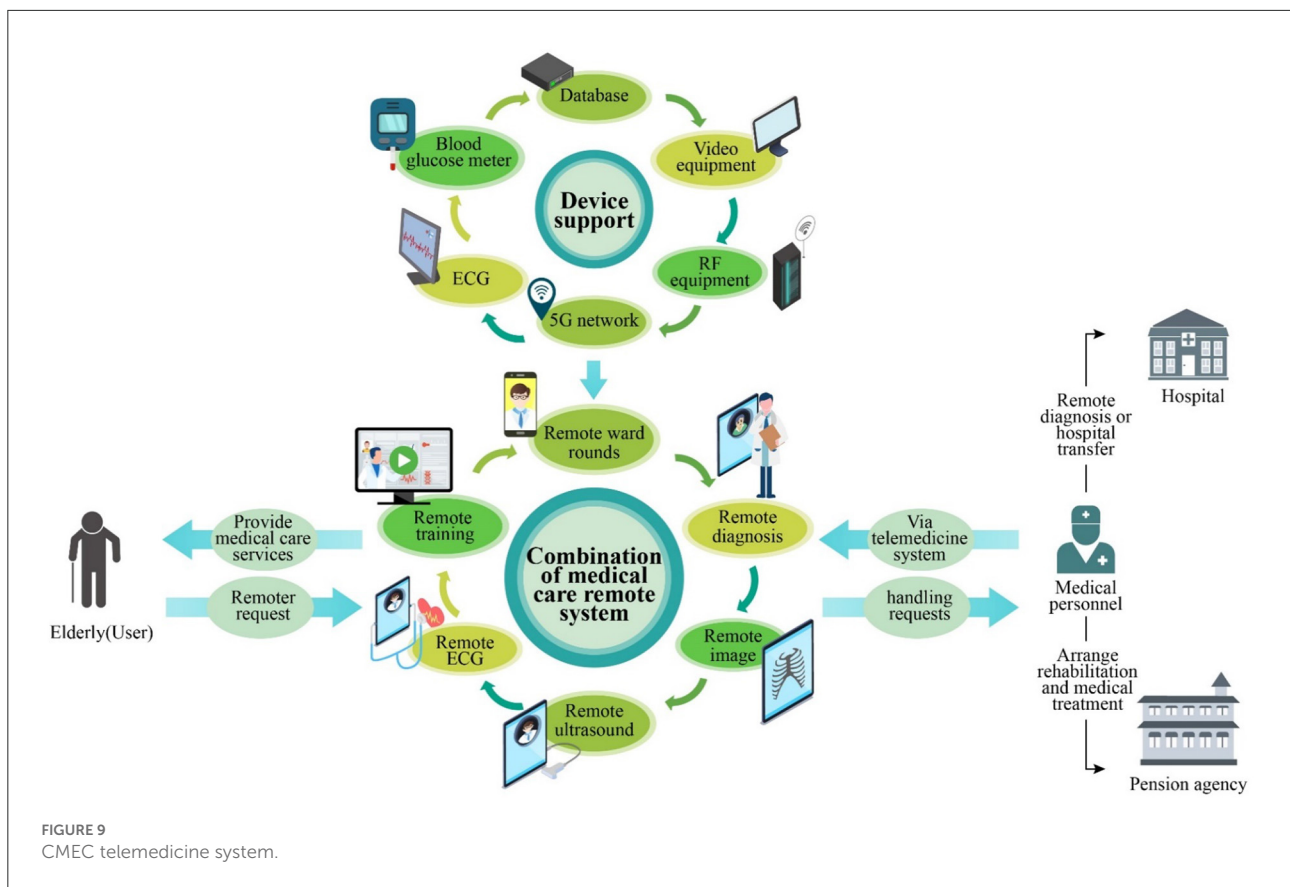 Database
Blood
glucose meter
Video
equipment
Device
support
ECG
RF
equipment
5G network
Remote ward
rounds
Remote
training
Remote
diagnosis
Combination
of medical
care remote
system
Remote
ECG
Remote
image
Remote
ultrasound
Provide
medical care
services
Remoter
request
Elderly(User)
Via
telemedicine
system
handling
requests
Hospital
Remote
diagnosis or
hospital
transfer
Medical
personnel
Arrange
rehabilitation
and medical
treatment
Pension agency
FIGURE 9
CMEC telemedicine system.